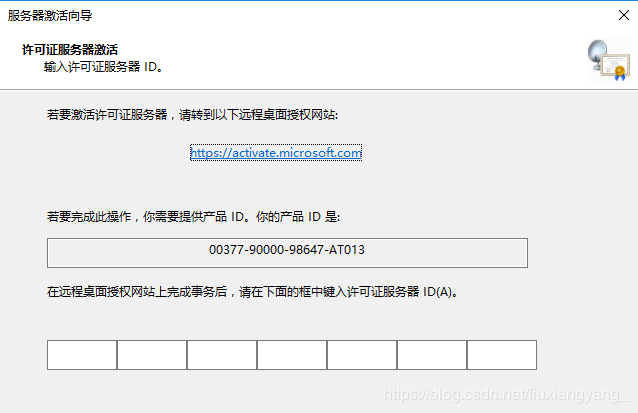 服务器激活向导
许可证服务器激活
输入许可证服务器 ID。
若要激活许可证服务器，请转到以下远程桌面授权网站:
https://activate.microsoft.com
若要完成此操作，你需要提供产品 ID。你的产品 ID 是:
00377-90000-98647-AT013
在远程桌面授权网站上完成事务后，请在下面的框中键入许可证服务器 ID(A)。
https://blog.csdn.net/liuxiangyang_